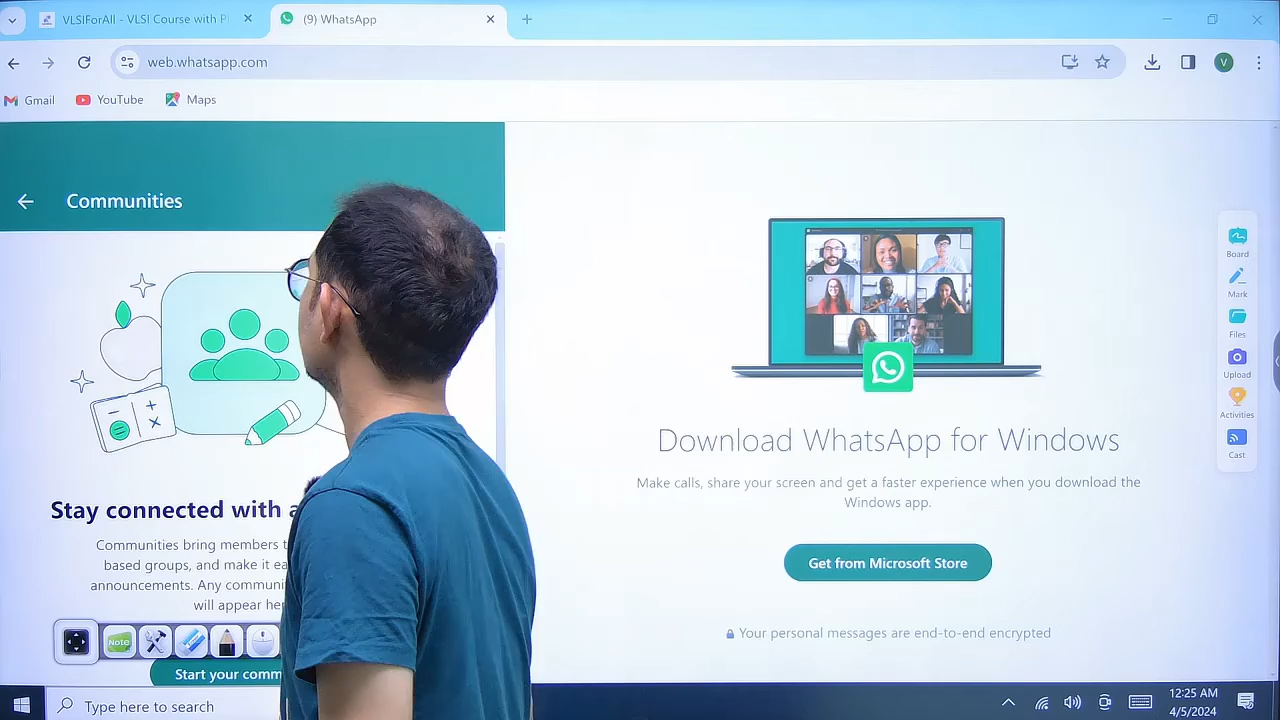 VLSIForAll - VLSI Course with P
(9) WhatsApp
web.whatsapp.com
V
Gmail
YouTube
Maps
Communities
Stay connected with a
Communities bring members t
based groups, and make it ea
announcements. Any communi
will appear her
Note
Start your comm
Download WhatsApp for Windows
Make calls, share your screen and get a faster experience when you download the
Windows app.
Get from Microsoft Store
Your personal messages are end-to-end encrypted
Board
Mark
Files
Upload
Activities
Cast
Type here to search
12:25 AM
4/5/2024